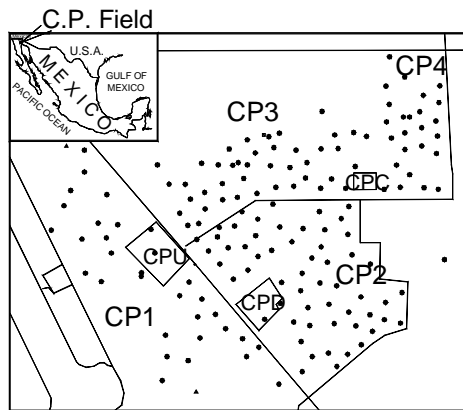 C.P. Field
U.S.A.
GULF OF
MEXICO
MEXICO
PACIFIC OCEAN
CP4
CP3
CPC
CPU
CP2
CPD
CP1